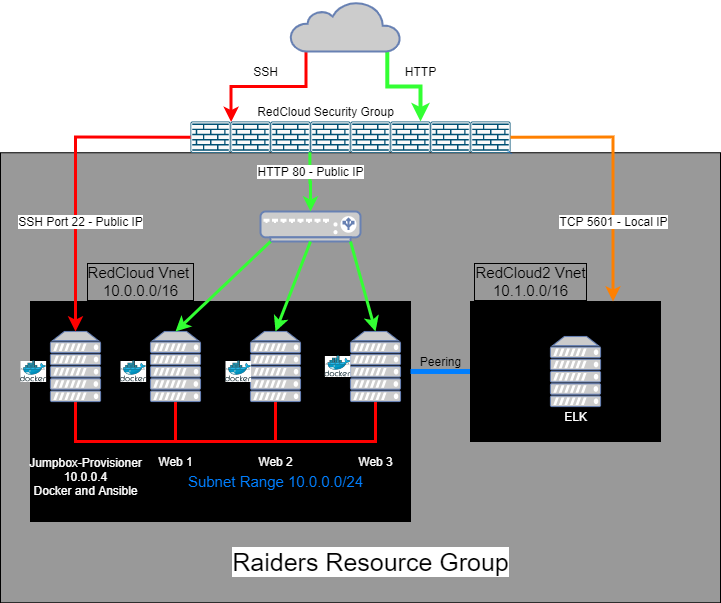 SSH
HTTP
RedCloud Security Group
HTTP 80 - Public IP
SSH Port 22 - Public IP
TCP 5601 - Local IP
RedCloud Vnet
10.0.0.0/16
RedCloud2 Vnet
10.1.0.0/16
docker
docker
docker
docker
Peering
ELK
Jumpbox-Provisioner
10.0.0.4
Docker and Ansible
Web 1
Web 2
Web 3
Subnet Range 10.0.0.0/24
Raiders Resource Group